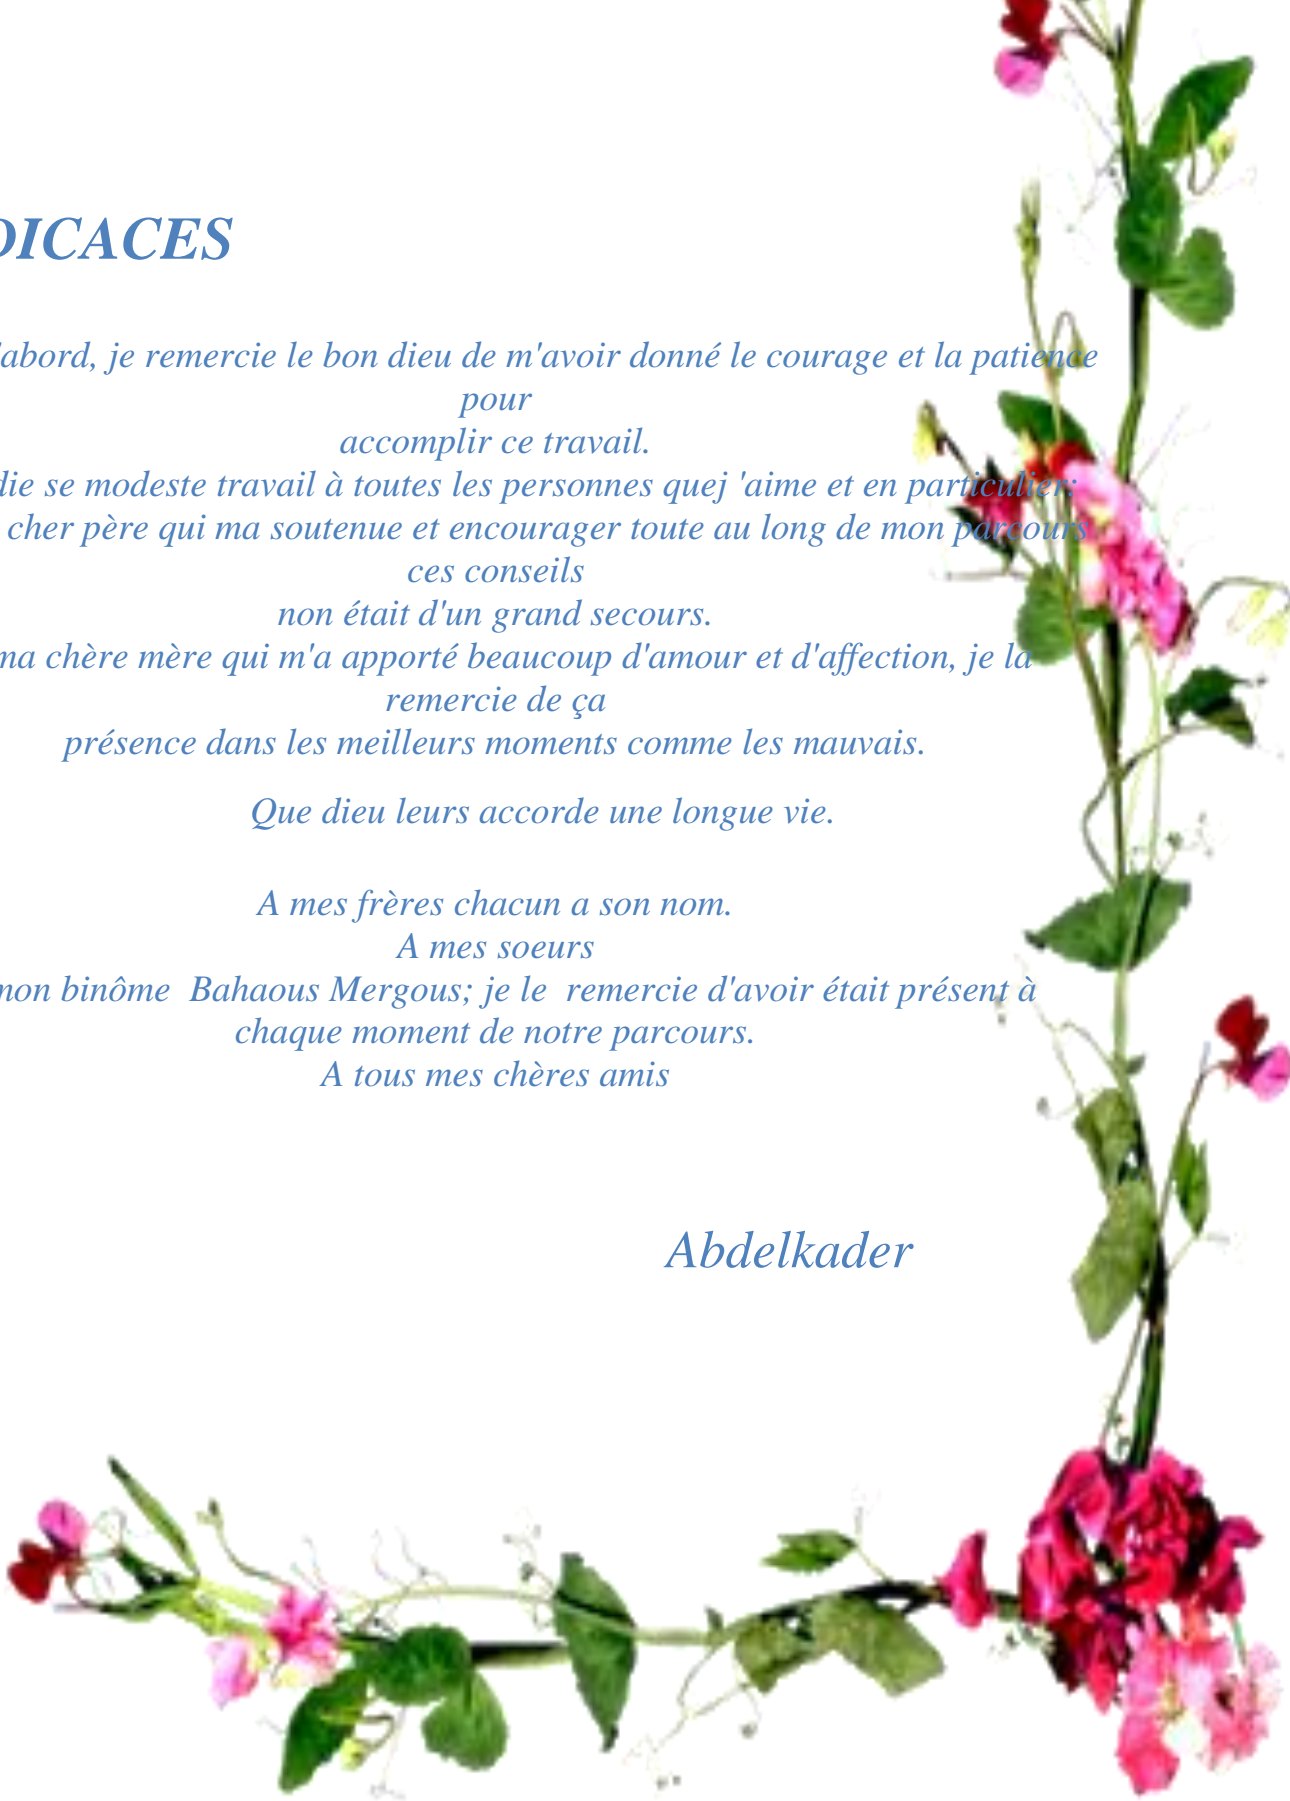 DICACES
'abord, je remercie le bon dieu de m'avoir donné le courage et la patience
pour
accomplir ce travail.
die se modeste travail à toutes les personnes quej 'aime et en particulier:
cher père qui ma soutenue et encourager toute au long de mon parcours
ces conseils
non était d'un grand secours.
ma chère mère qui m'a apporté beaucoup d'amour et d'affection, je la
remercie de ça
présence dans les meilleurs moments comme les mauvais.
Que dieu leurs accorde une longue vie.
A mes frères chacun a son nom.
A mes soeurs
mon binôme  Bahaous Mergous; je le  remercie d'avoir était présent à
chaque moment de notre parcours.
A tous mes chères amis
Abdelkader